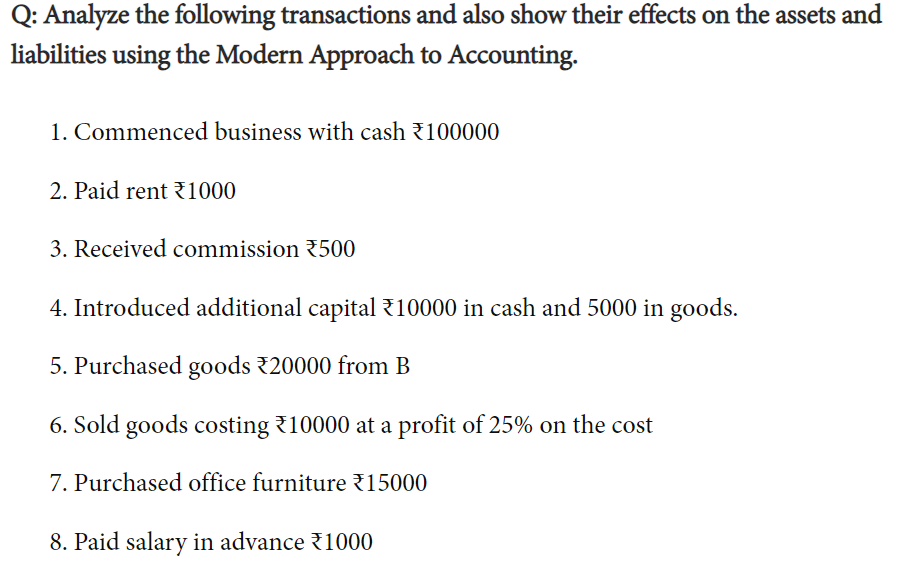 Q: Analyze the following transactions and also show their effects on the assets and
liabilities using the Modern Approach to Accounting.
1. Commenced business with cash ₹100000
2. Paid rent ₹1000
3. Received commission ₹500
4. Introduced additional capital ₹10000 in cash and 5000 in goods.
5. Purchased goods ₹20000 from B
6. Sold goods costing ₹10000 at a profit of 25% on the cost
7. Purchased office furniture ₹15000
8. Paid salary in advance ₹1000